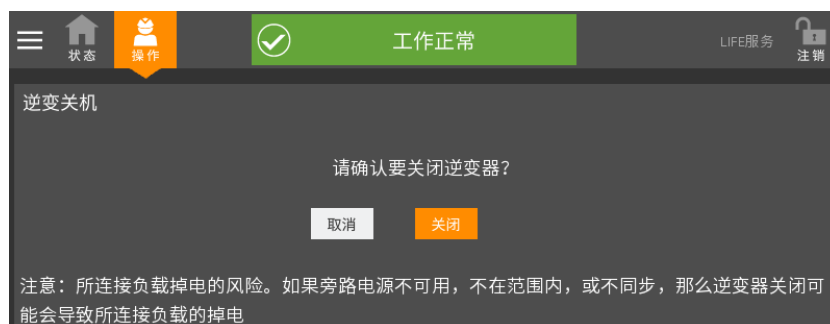 状态
操作
工作正常
LIFE服务
注销
逆变关机
请确认要关闭逆变器?
取消
关闭
注意：所连接负载掉电的风险。如果旁路电源不可用，不在范围内，或不同步，那么逆变器关闭可
能会导致所连接负载的掉电